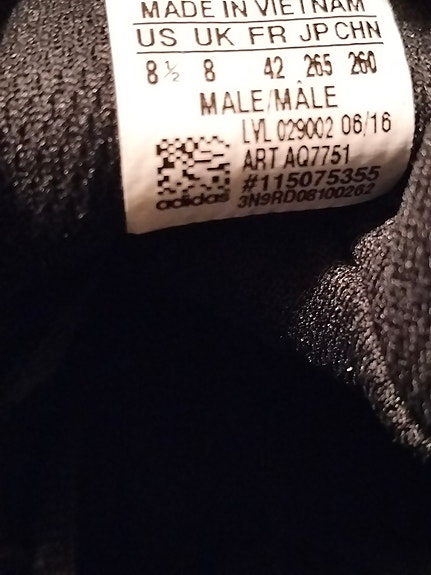 MADE IN VIETNAM
US UK FR JP CHN
8½ 8 42 265 260
MALE/MÂLE
LVL 029002 06/16
ART AQ7751
#115075355
3N9RD08100262
adidas